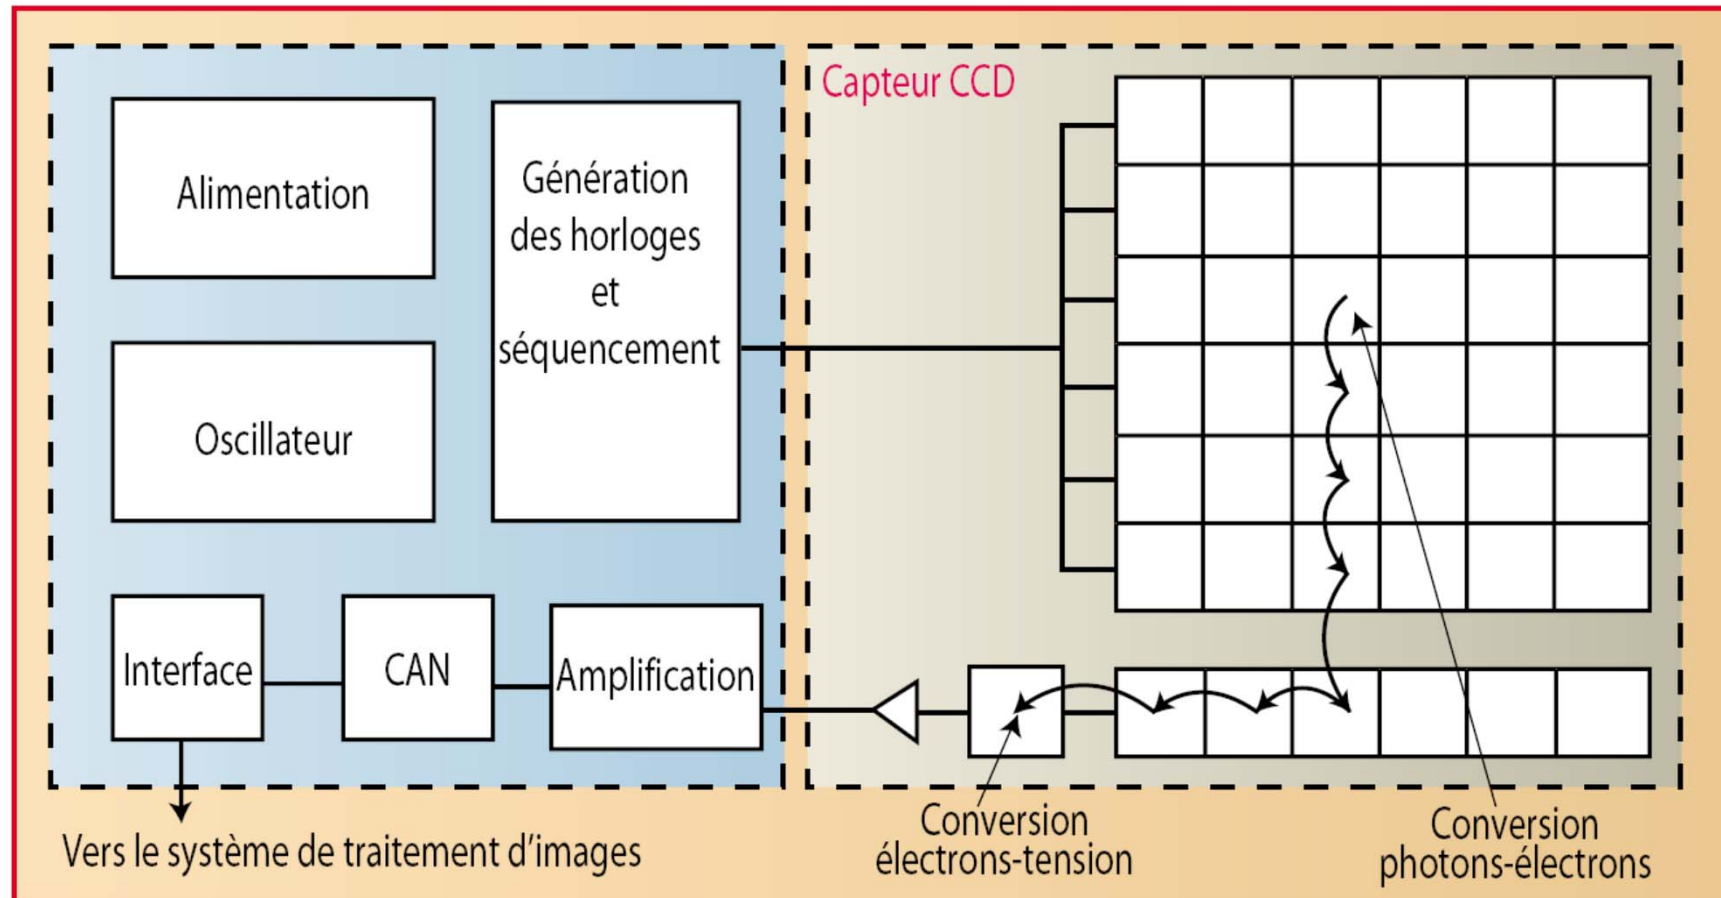 Capteur CCD
Alimentation
Génération
des horloges
et
séquencement
Oscillateur
Interface
CAN
Amplification
Vers le système de traitement d'images
Conversion
électrons-tension
Conversion
photons-électrons